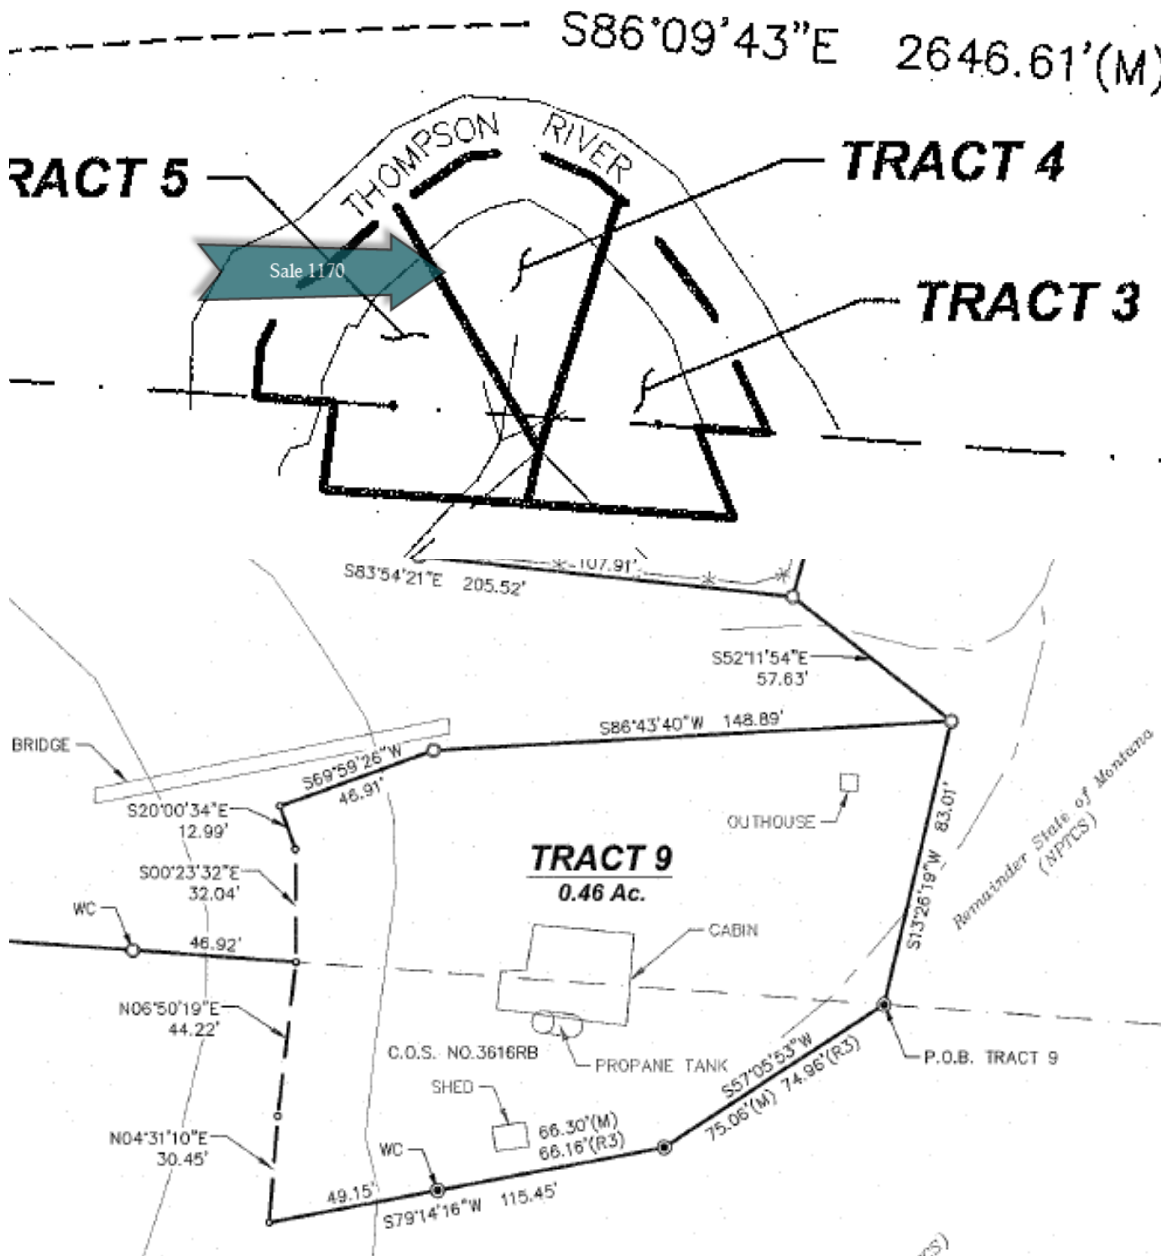 S86°09'43"E 2646.61'(M)
THOMPSON RIVER
RACT 5
TRACT 4
Sale 1170
TRACT 3
107.91'
S83°54'21"E 205.52'
S52°11'54"E
57.63'
S86°43'40"W 148.89'
BRIDGE
S69°59'26"W
46.91'
S20°00'34"E
12.99'
OUTHOUSE
S13°26'19"W 83.01'
Remainder State of Montana
(NPTCS)
TRACT 9
0.46 Ac.
S00°23'32"E
32.04'
WC
46.92'
CABIN
N06°50'19"E
44.22'
C.O.S. NO.3616RB
PROPANE TANK
P.O.B. TRACT 9
S57°05'53"W
75.06'(M) 74.96'(R3)
SHED
66.30'(M)
66.16'(R3)
N04°31'10"E
30.45'
WC
49.15'
S79°14'16"W 115.45'
CS)